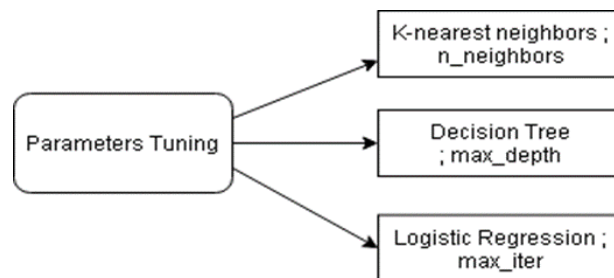 K-nearest neighbors ;
n_neighbors
Parameters Tuning
Decision Tree
; max_depth
Logistic Regression ;
max_iter